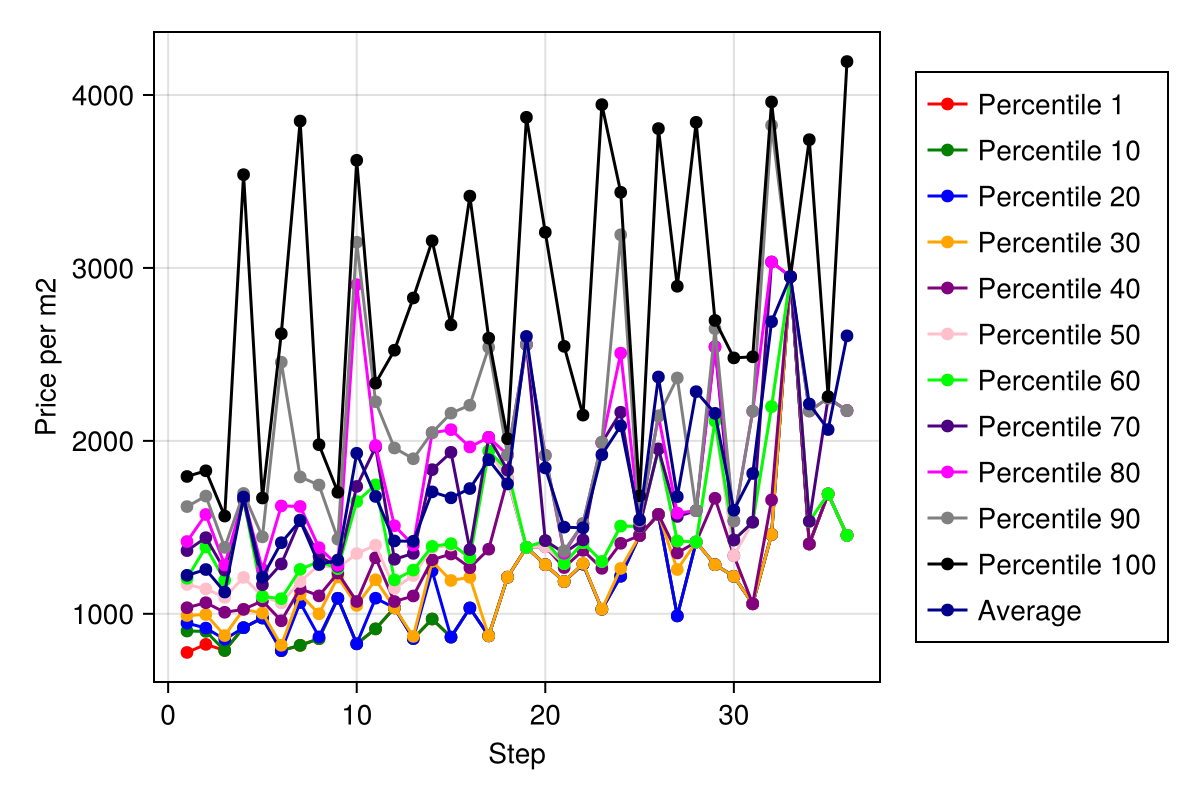 Price per m2
4000
3000
2000
1000
0
10
20
30
Step
Percentile 1
Percentile 10
Percentile 20
Percentile 30
Percentile 40
Percentile 50
Percentile 60
Percentile 70
Percentile 80
Percentile 90
Percentile 100
Average